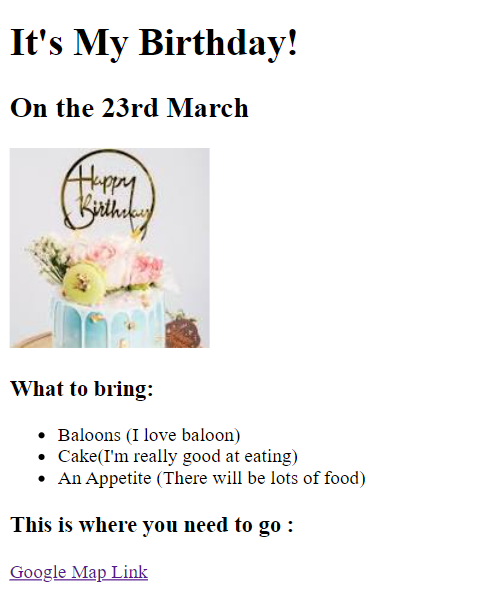 It's My Birthday!
On the 23rd March
Happy
Birthday
What to bring:
Baloons (I love baloon)
Cake(I'm really good at eating)
An Appetite (There will be lots of food)
This is where you need to go :
Google Map Link